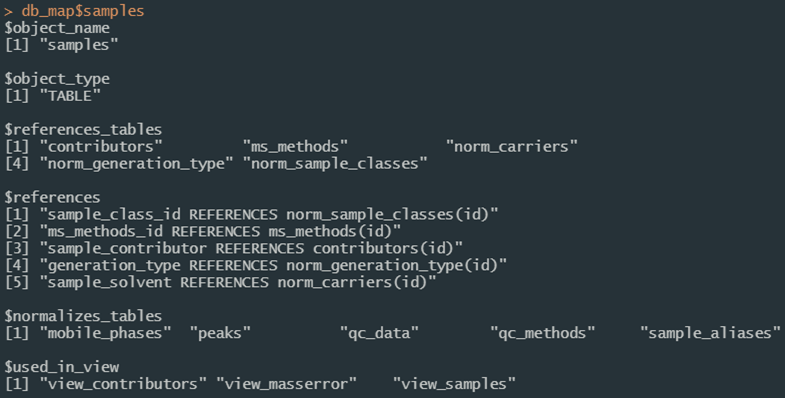 > db_map$samples
$object_name
[1] "samples"

$object_type
[1] "TABLE"

$references_tables
[1] "contributors"         "ms_methods"           "norm_carriers"
[4] "norm_generation_type" "norm_sample_classes"

$references
[1] "sample_class_id REFERENCES norm_sample_classes(id)"
[2] "ms_methods_id REFERENCES ms_methods(id)"
[3] "sample_contributor REFERENCES contributors(id)"
[4] "generation_type REFERENCES norm_generation_type(id)"
[5] "sample_solvent REFERENCES norm_carriers(id)"

$normalizes_tables
[1] "mobile_phases"  "peaks"          "qc_data"        "qc_methods"     "sample_aliases"

$used_in_view
[1] "view_contributors" "view_masserror"    "view_samples"